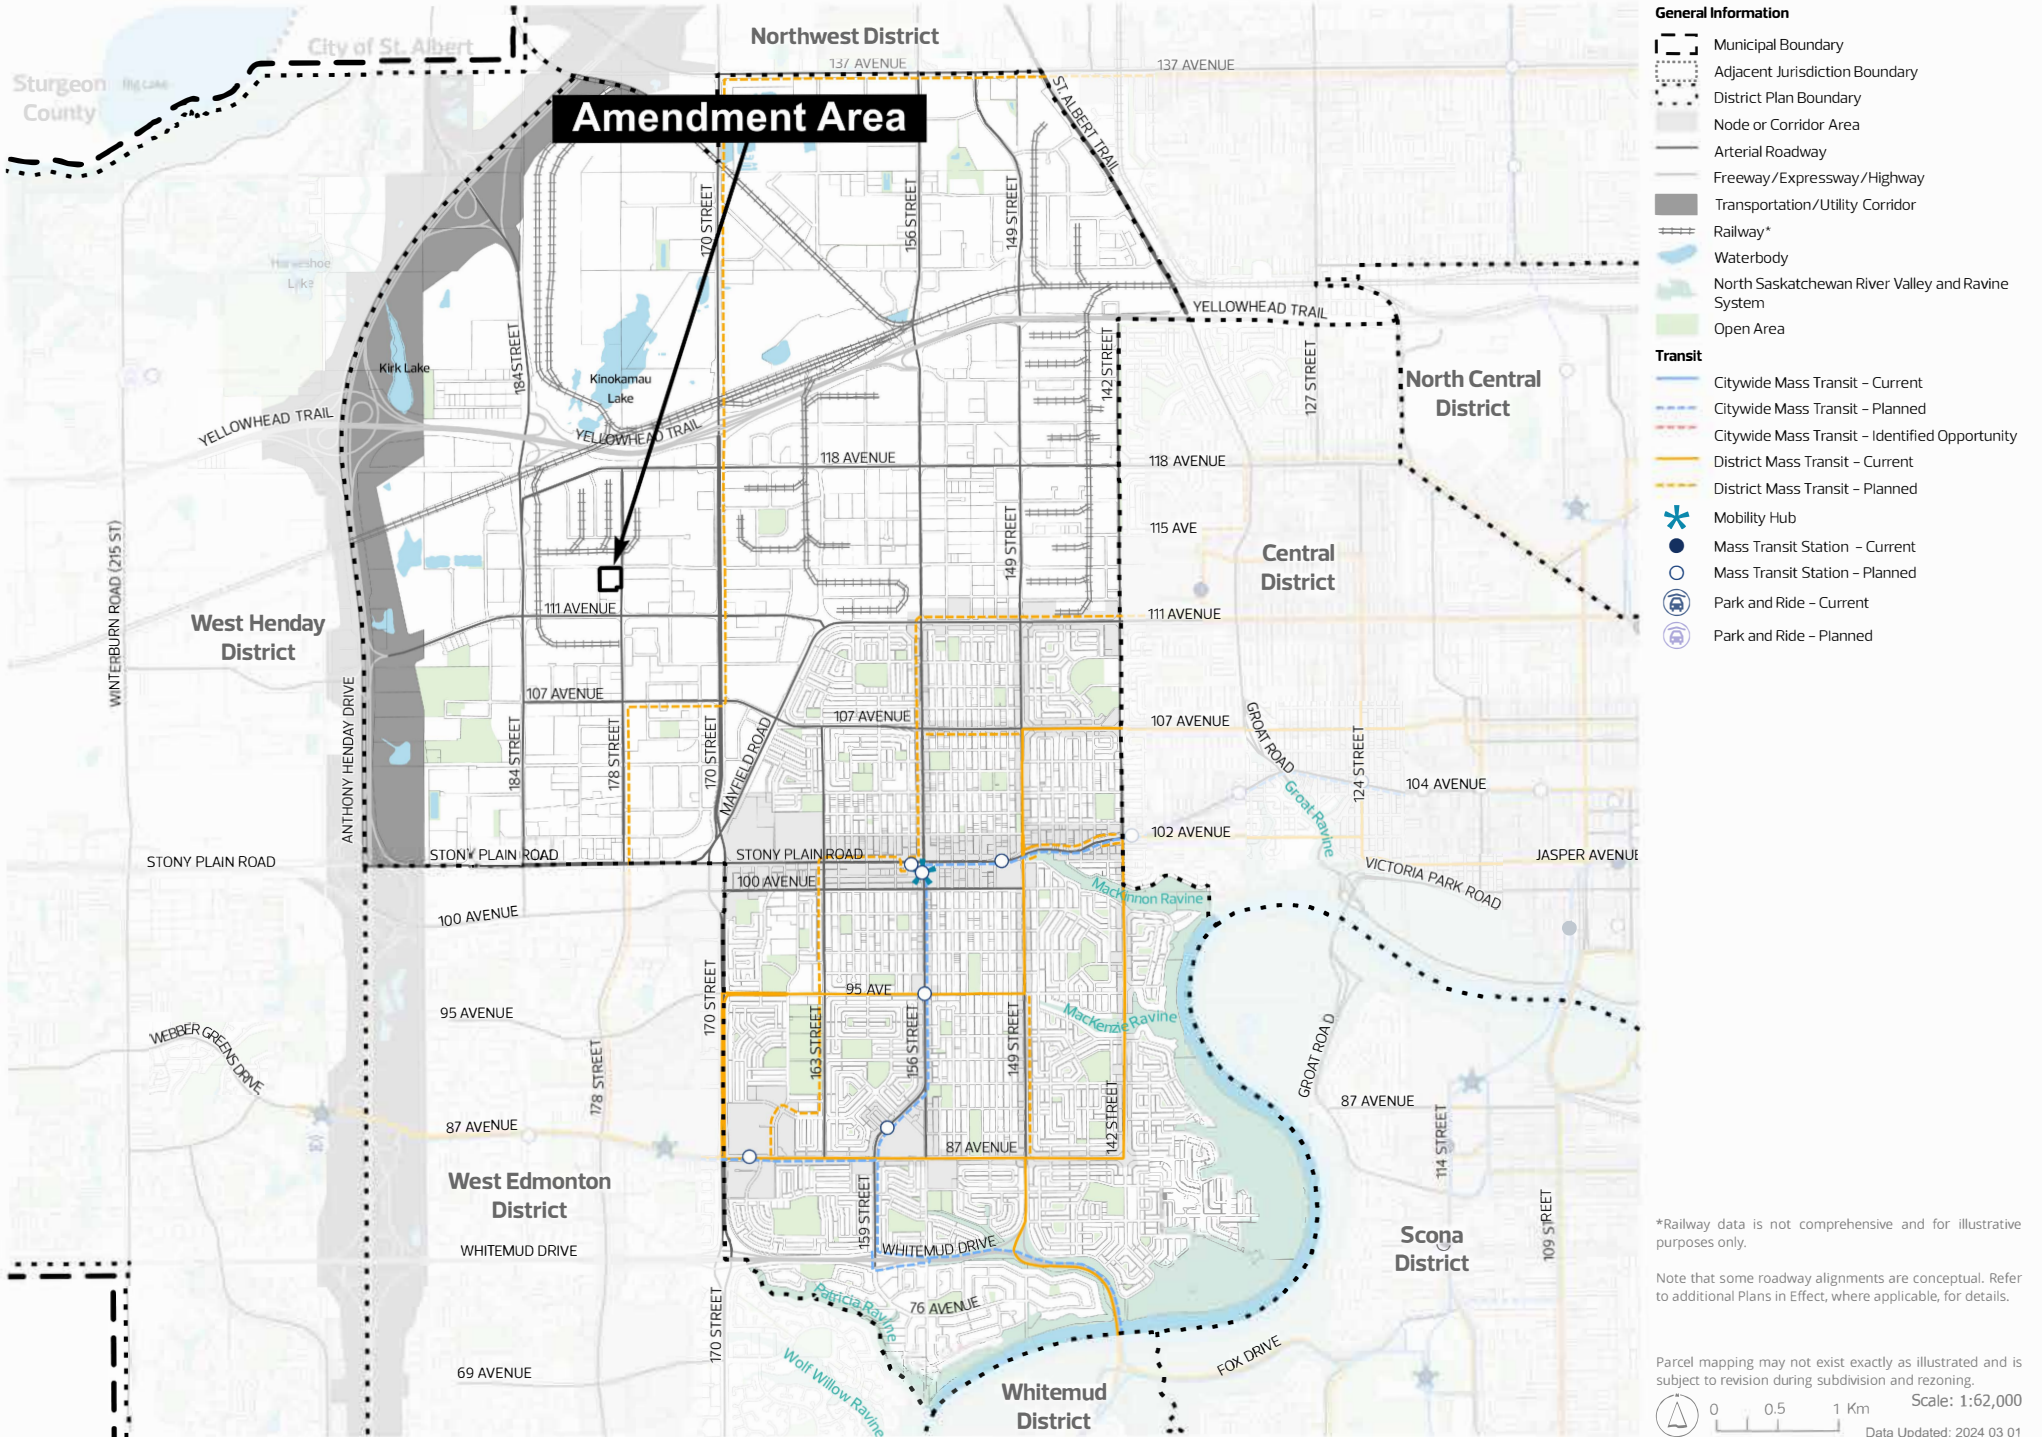 City of St. Albert
Northwest District
137 AVENUE
137 AVENUE
Sturgeon
County
Big Lake
Amendment Area
ST. ALBERT TRAIL
170 STREET
156 STREET
149 STREET
Horseshoe
Lake
YELLOWHEAD TRAIL
184 STREET
142 STREET
127 STREET
Kirk Lake
Kinokamau
Lake
North Central
District
YELLOWHEAD TRAIL
YELLOWHEAD TRAIL
118 AVENUE
118 AVENUE
WINTERBURN ROAD (215 ST)
149 STREET
115 AVE
Central
District
111 AVENUE
111 AVENUE
West Henday
District
ANTHONY HENDAY DRIVE
107 AVENUE
107 AVENUE
107 AVENUE
184 STREET
178 STREET
170 STREET
MAYFIELD ROAD
GROAT ROAD
124 STREET
104 AVENUE
Groat Ravine
102 AVENUE
STONY PLAIN ROAD
STONY PLAIN ROAD
STONY PLAIN ROAD
JASPER AVENUE
VICTORIA PARK ROAD
100 AVENUE
MacKinnon Ravine
100 AVENUE
170 STREET
95 AVE
95 AVENUE
MacKenzie Ravine
WEBBER GREENS DRIVE
178 STREET
163 STREET
156 STREET
149 STREET
142 STREET
GROAT ROAD
87 AVENUE
87 AVENUE
87 AVENUE
114 STREET
West Edmonton
District
159 STREET
WHITEMUD DRIVE
WHITEMUD DRIVE
Scona
District
109 STREET
Patricia Ravine
76 AVENUE
170 STREET
Wolf Willow Ravine
FOX DRIVE
69 AVENUE
Whitemud
District
General Information
Municipal Boundary
Adjacent Jurisdiction Boundary
District Plan Boundary
Node or Corridor Area
Arterial Roadway
Freeway/Expressway/Highway
Transportation/Utility Corridor
Railway*
Waterbody
North Saskatchewan River Valley and Ravine
System
Open Area
Transit
Citywide Mass Transit - Current
Citywide Mass Transit - Planned
Citywide Mass Transit - Identified Opportunity
District Mass Transit - Current
District Mass Transit - Planned
Mobility Hub
Mass Transit Station - Current
Mass Transit Station - Planned
Park and Ride - Current
Park and Ride - Planned
*Railway data is not comprehensive and for illustrative
purposes only.
Note that some roadway alignments are conceptual. Refer
to additional Plans in Effect, where applicable, for details.
Parcel mapping may not exist exactly as illustrated and is
subject to revision during subdivision and rezoning.
Scale: 1:62,000
0 0.5 1 Km
Data Updated: 2024 03 01